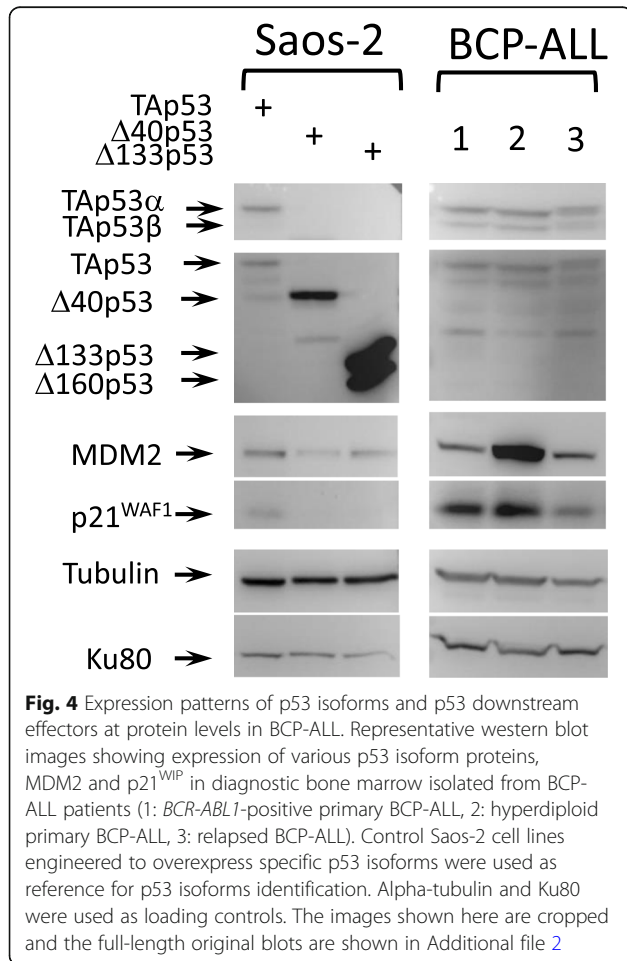 Saos-2 BCP-ALL
TAp53 +
Δ40p53 + 1 2 3
Δ133p53 +
TAp53α
TAp53β
TAp53
Δ40p53
Δ133p53
Δ160p53
MDM2
p21WAF1
Tubulin
Ku80
Fig. 4 Expression patterns of p53 isoforms and p53 downstream
effectors at protein levels in BCP-ALL. Representative western blot
images showing expression of various p53 isoform proteins,
MDM2 and p21WIP in diagnostic bone marrow isolated from BCP-
ALL patients (1: BCR-ABL1-positive primary BCP-ALL, 2: hyperdiploid
primary BCP-ALL, 3: relapsed BCP-ALL). Control Saos-2 cell lines
engineered to overexpress specific p53 isoforms were used as
reference for p53 isoforms identification. Alpha-tubulin and Ku80
were used as loading controls. The images shown here are cropped
and the full-length original blots are shown in Additional file 2